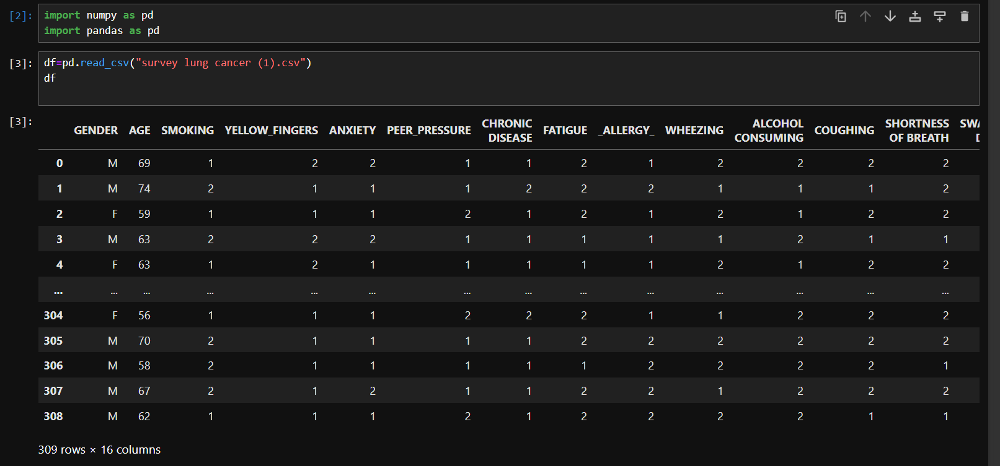 [2]: import numpy as pd
import pandas as pd
[3]: df=pd.read_csv("survey lung cancer (1).csv")
df
[3]:
GENDER AGE SMOKING YELLOW_FINGERS ANXIETY PEER_PRESSURE CHRONIC DISEASE FATIGUE _ALLERGY_ WHEEZING ALCOHOL CONSUMING COUGHING SHORTNESS OF BREATH SWA D
0 M 69 1 2 2 1 1 2 1 2 2 2 2
1 M 74 2 1 1 1 2 2 2 1 1 1 2
2 F 59 1 1 1 2 1 2 1 2 1 2 2
3 M 63 2 2 2 1 1 1 1 1 2 1 1
4 F 63 1 2 1 1 1 1 1 2 1 2 2
... ... ... ... ... ... ... ... ... ... ... ... ... ...
304 F 56 1 1 1 2 2 2 1 1 2 2 2
305 M 70 2 1 1 1 1 2 2 2 2 2 2
306 M 58 2 1 1 1 1 1 2 2 2 2 1
307 M 67 2 1 2 1 1 2 2 1 2 2 2
308 M 62 1 1 1 2 1 2 2 2 2 1 1
309 rows × 16 columns